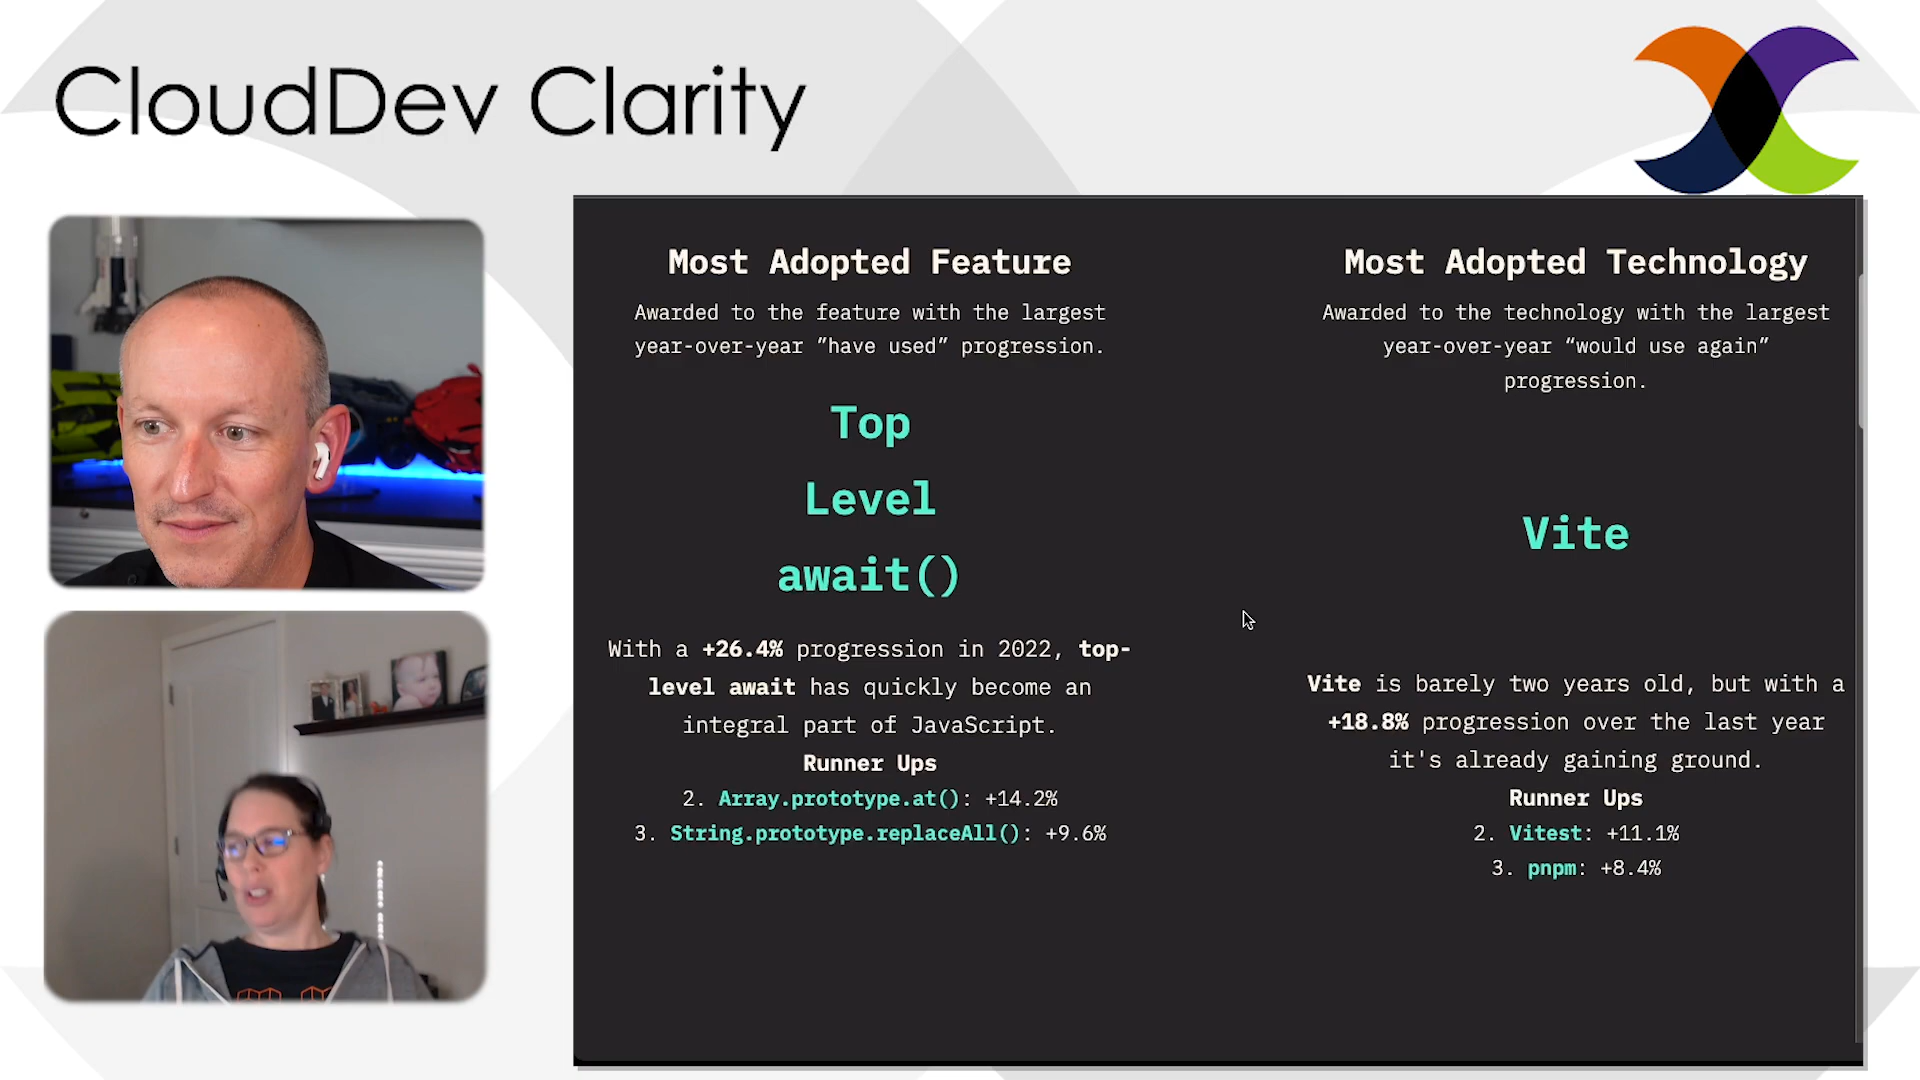 CloudDev Clarity
Most Adopted Feature
Awarded to the feature with the largest
year-over-year ”have used” progression.
Top
Level
await()
With a +26.4% progression in 2022, top-
level await has quickly become an
integral part of JavaScript.
Runner Ups
2. Array.prototype.at(): +14.2%
3. String.prototype.replaceAll(): +9.6%
Most Adopted Technology
Awarded to the technology with the largest
year-over-year “would use again”
progression.
Vite
Vite is barely two years old, but with a
+18.8% progression over the last year
it's already gaining ground.
Runner Ups
2. Vitest: +11.1%
3. pnpm: +8.4%